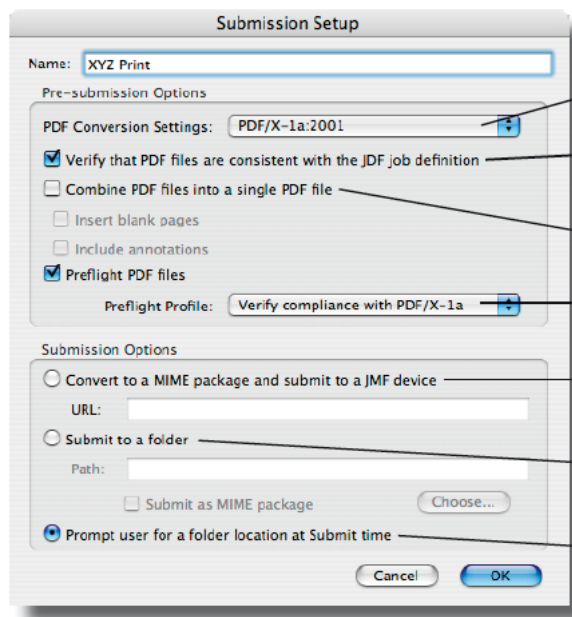 Submission Setup
Name: XYZ Print
Pre-submission Options
PDF Conversion Settings: PDF/X-1a:2001
Verify that PDF files are consistent with the JDF job definition
Combine PDF files into a single PDF file
Insert blank pages
Include annotations
Preflight PDF files
Preflight Profile: Verify compliance with PDF/X-1a
Submission Options
Convert to a MIME package and submit to a JMF device
URL:
Submit to a folder
Path:
Submit as MIME package Choose...
Prompt user for a folder location at Submit time
Cancel OK